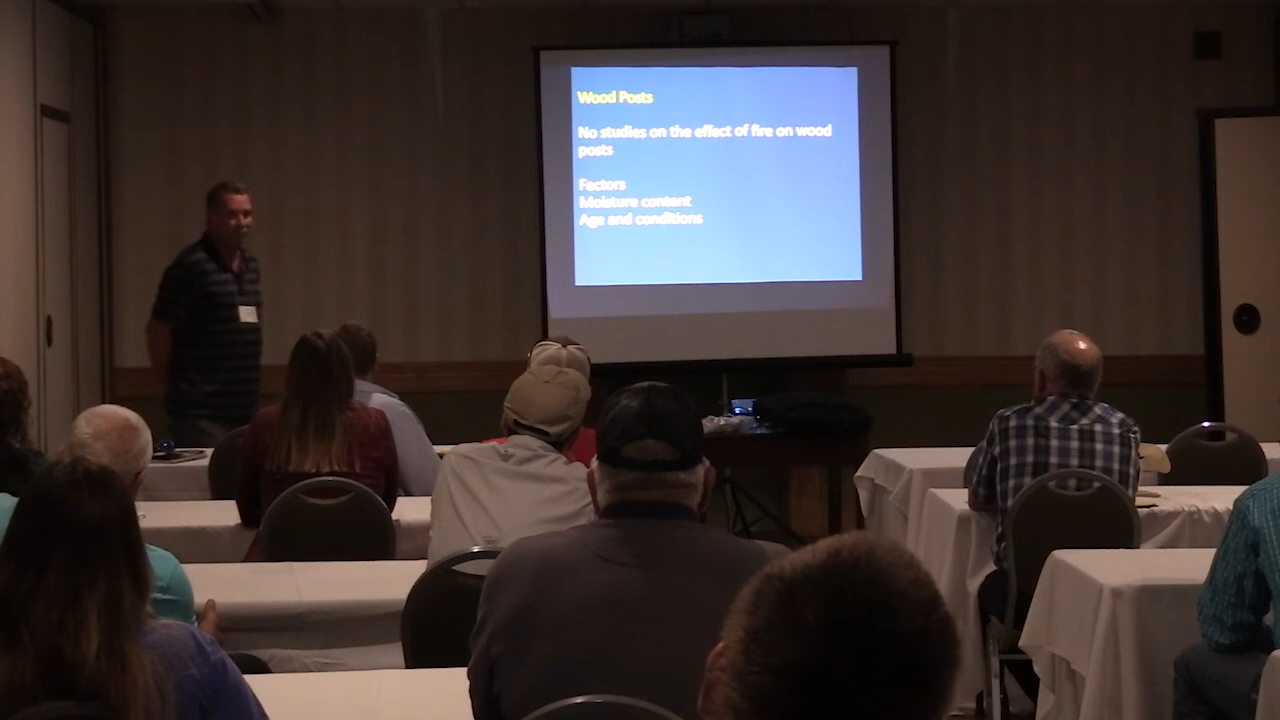 Wood Posts
No studies on the effect of fire on wood
posts
Factors
Moisture content
Age and conditions